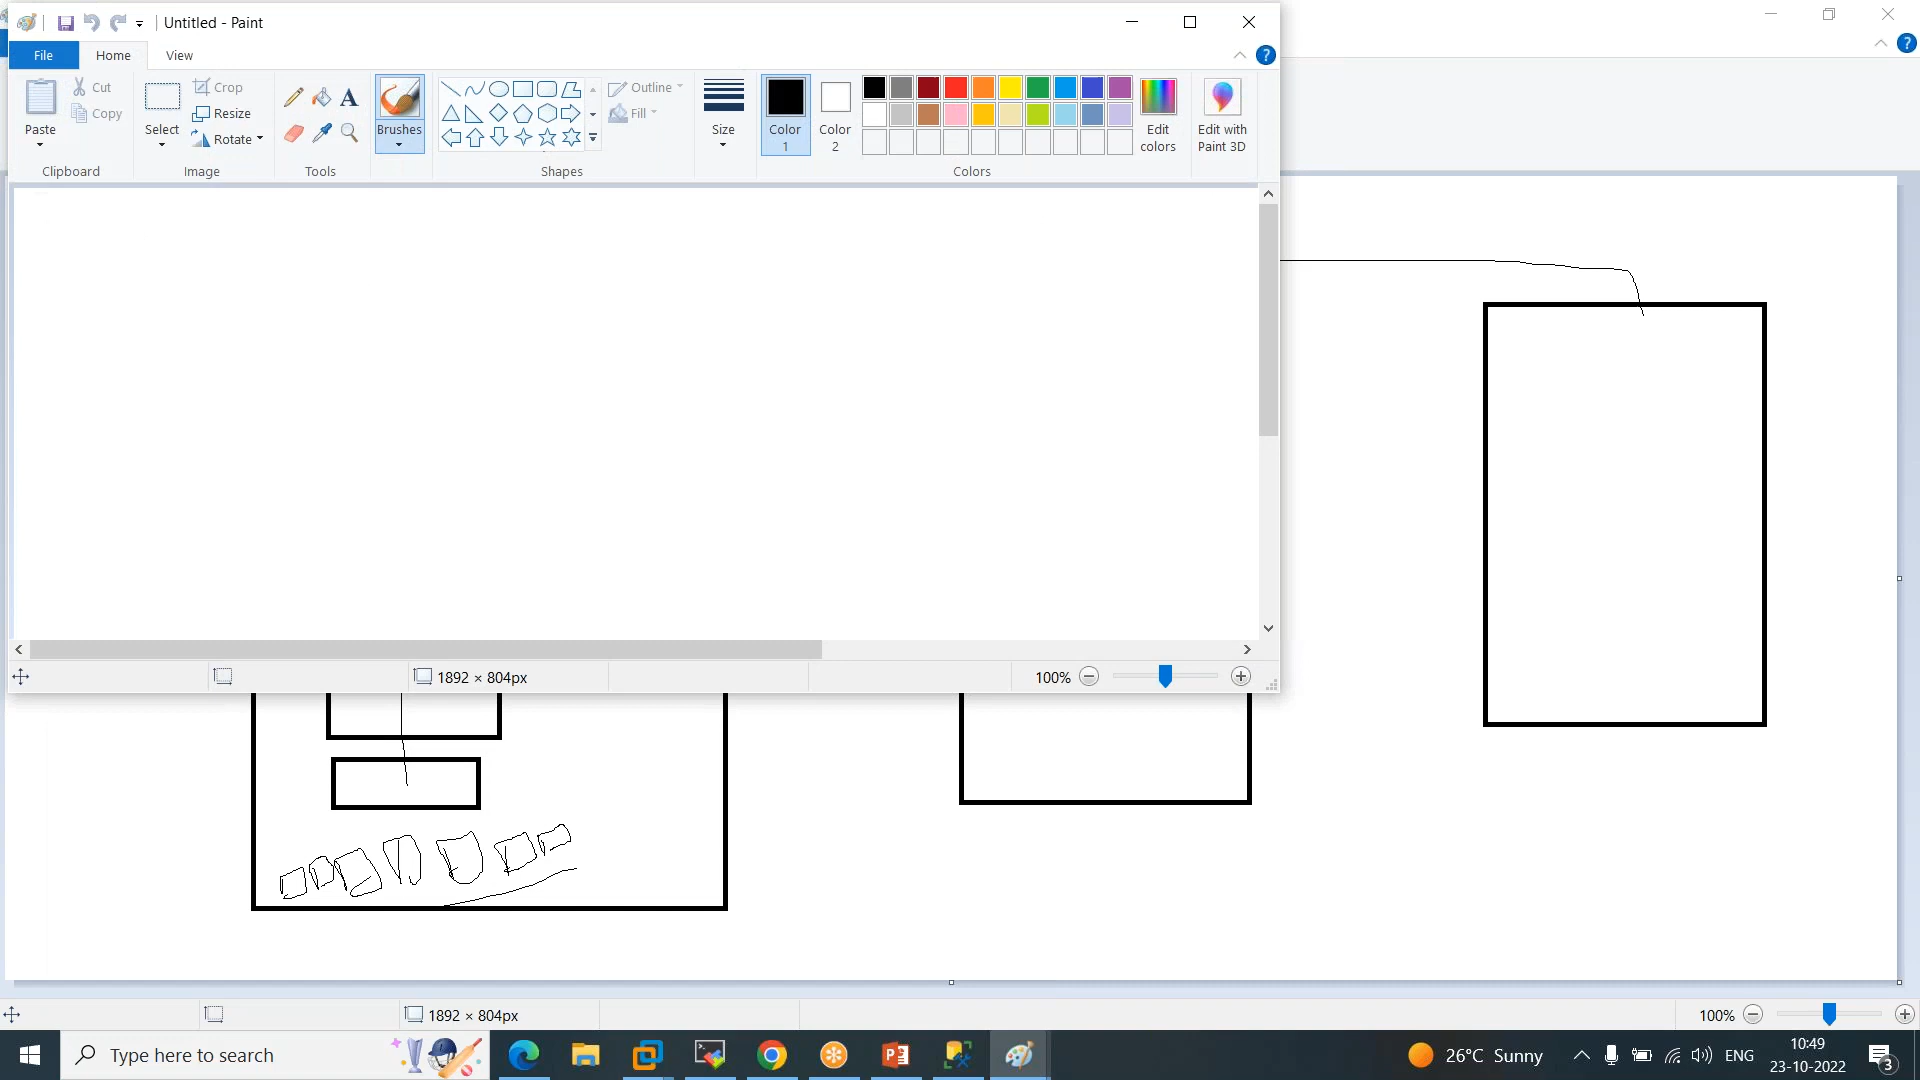 Untitled - Paint
File Home View
Paste
Cut
Copy
Clipboard
Select
Crop
Resize
Rotate
Image
Tools
Brushes
Outline
Fill
Shapes
Size
Color 1
Color 2
Edit colors
Colors
Edit with Paint 3D
1892 × 804px
100%
1892 × 804px
100%
Type here to search
26°C Sunny
ENG
10:49
23-10-2022
3